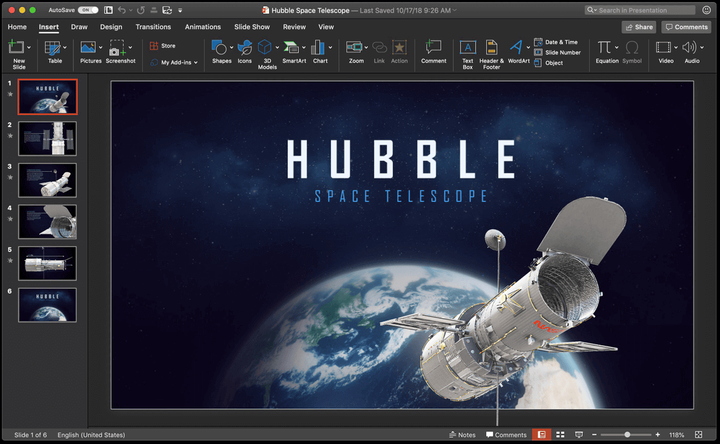 AutoSave ON
Hubble Space Telescope — Last Saved 10/17/18 9:26 AM
Search in Presentation
Home Insert Draw Design Transitions Animations Slide Show Review View
Share Comments
New Slide
Table
Pictures
Screenshot
Store
My Add-ins
Shapes
Icons
3D Models
SmartArt
Chart
Zoom
Link
Action
Comment
Text Box
Header & Footer
WordArt
Date & Time
Slide Number
Object
Equation
Symbol
Video
Audio
1
HUBBLE
2
3
4
5
6
HUBBLE
HUBBLE
SPACE TELESCOPE
Slide 1 of 6 English (United States)
Notes Comments 118%